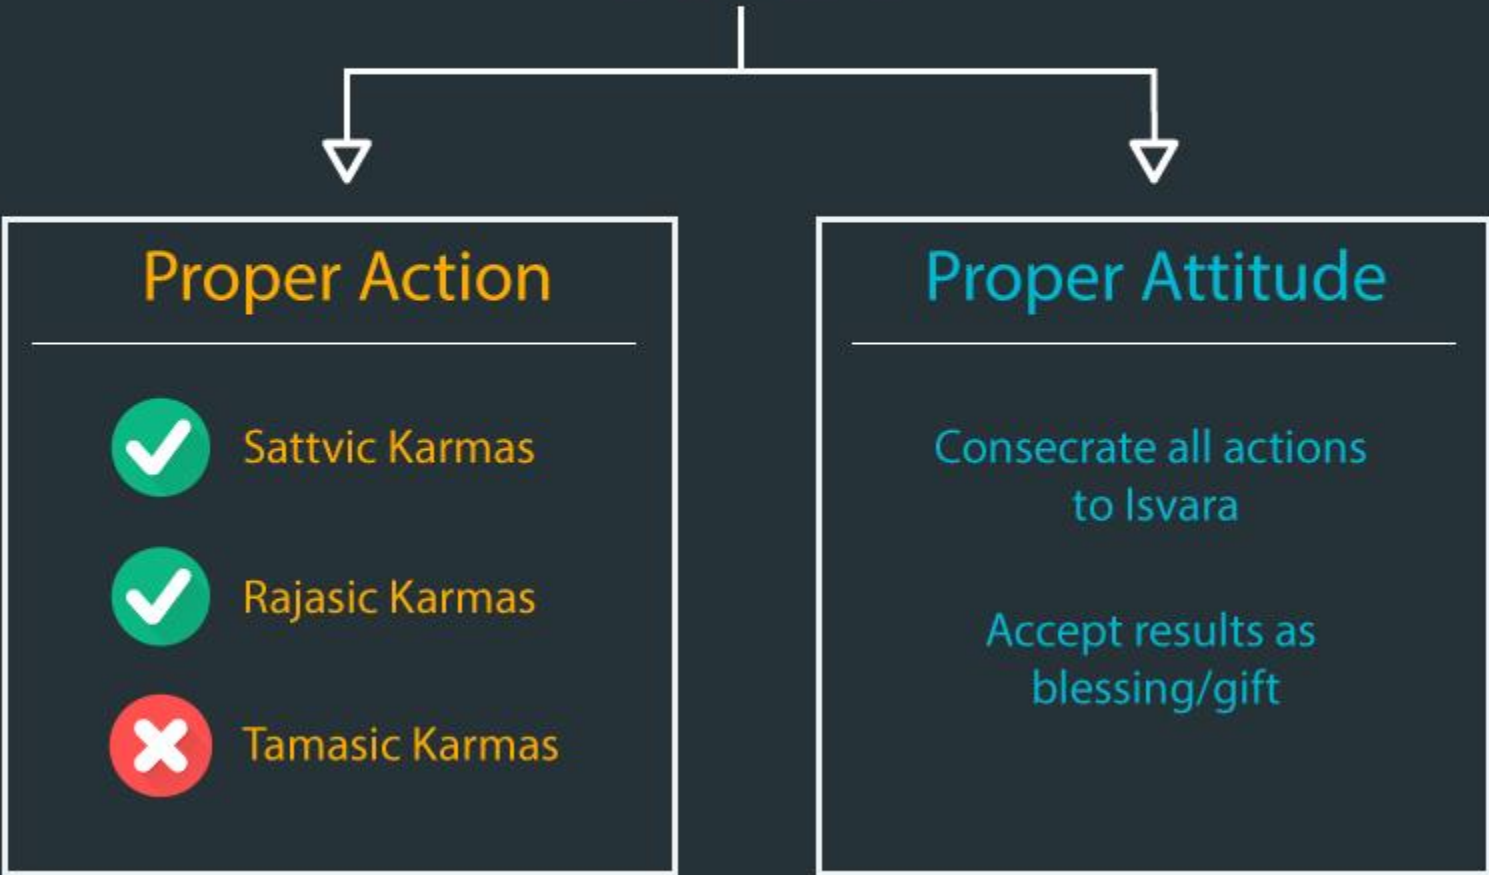 Proper Action
Sattvic Karmas
Rajasic Karmas
Tamasic Karmas
Proper Attitude
Consecrate all actions
to Isvara
Accept results as
blessing/gift